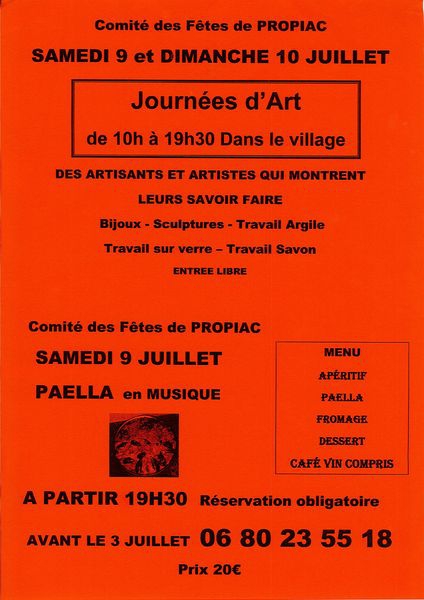 Comité des Fêtes de PROPIAC
SAMEDI 9 et DIMANCHE 10 JUILLET
Journées d'Art
de 10h à 19h30 Dans le village
DES ARTISANTS ET ARTISTES QUI MONTRENT
LEURS SAVOIR FAIRE
Bijoux - Sculptures - Travail Argile
Travail sur verre – Travail Savon
ENTREE LIBRE
Comité des Fêtes de PROPIAC
SAMEDI 9 JUILLET
PAELLA en MUSIQUE
MENU
APÉRITIF
PAELLA
FROMAGE
DESSERT
CAFÉ VIN COMPRIS
A PARTIR 19H30 Réservation obligatoire
AVANT LE 3 JUILLET 06 80 23 55 18
Prix 20€